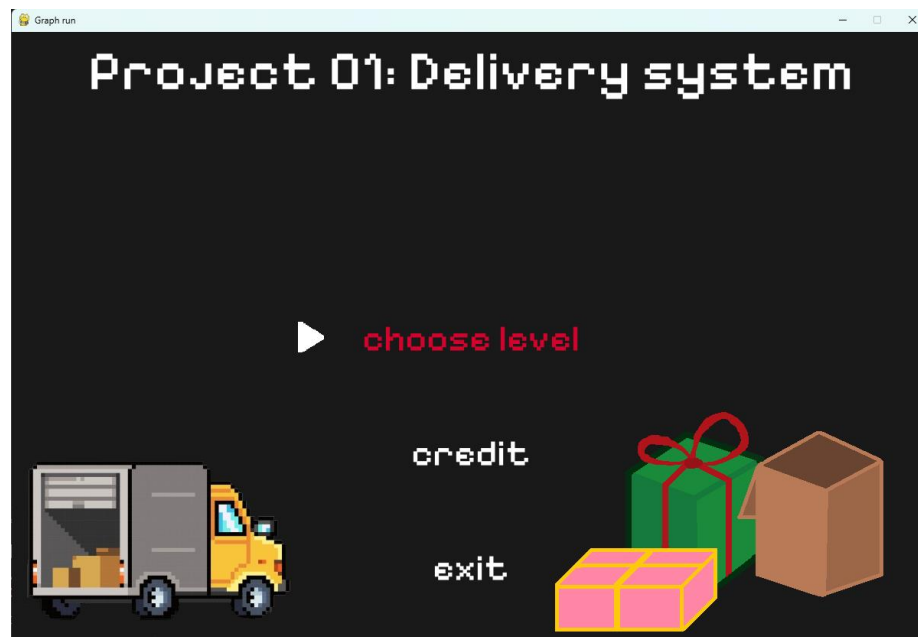 Graph run
Project 01: Delivery system
choose level
credit
exit